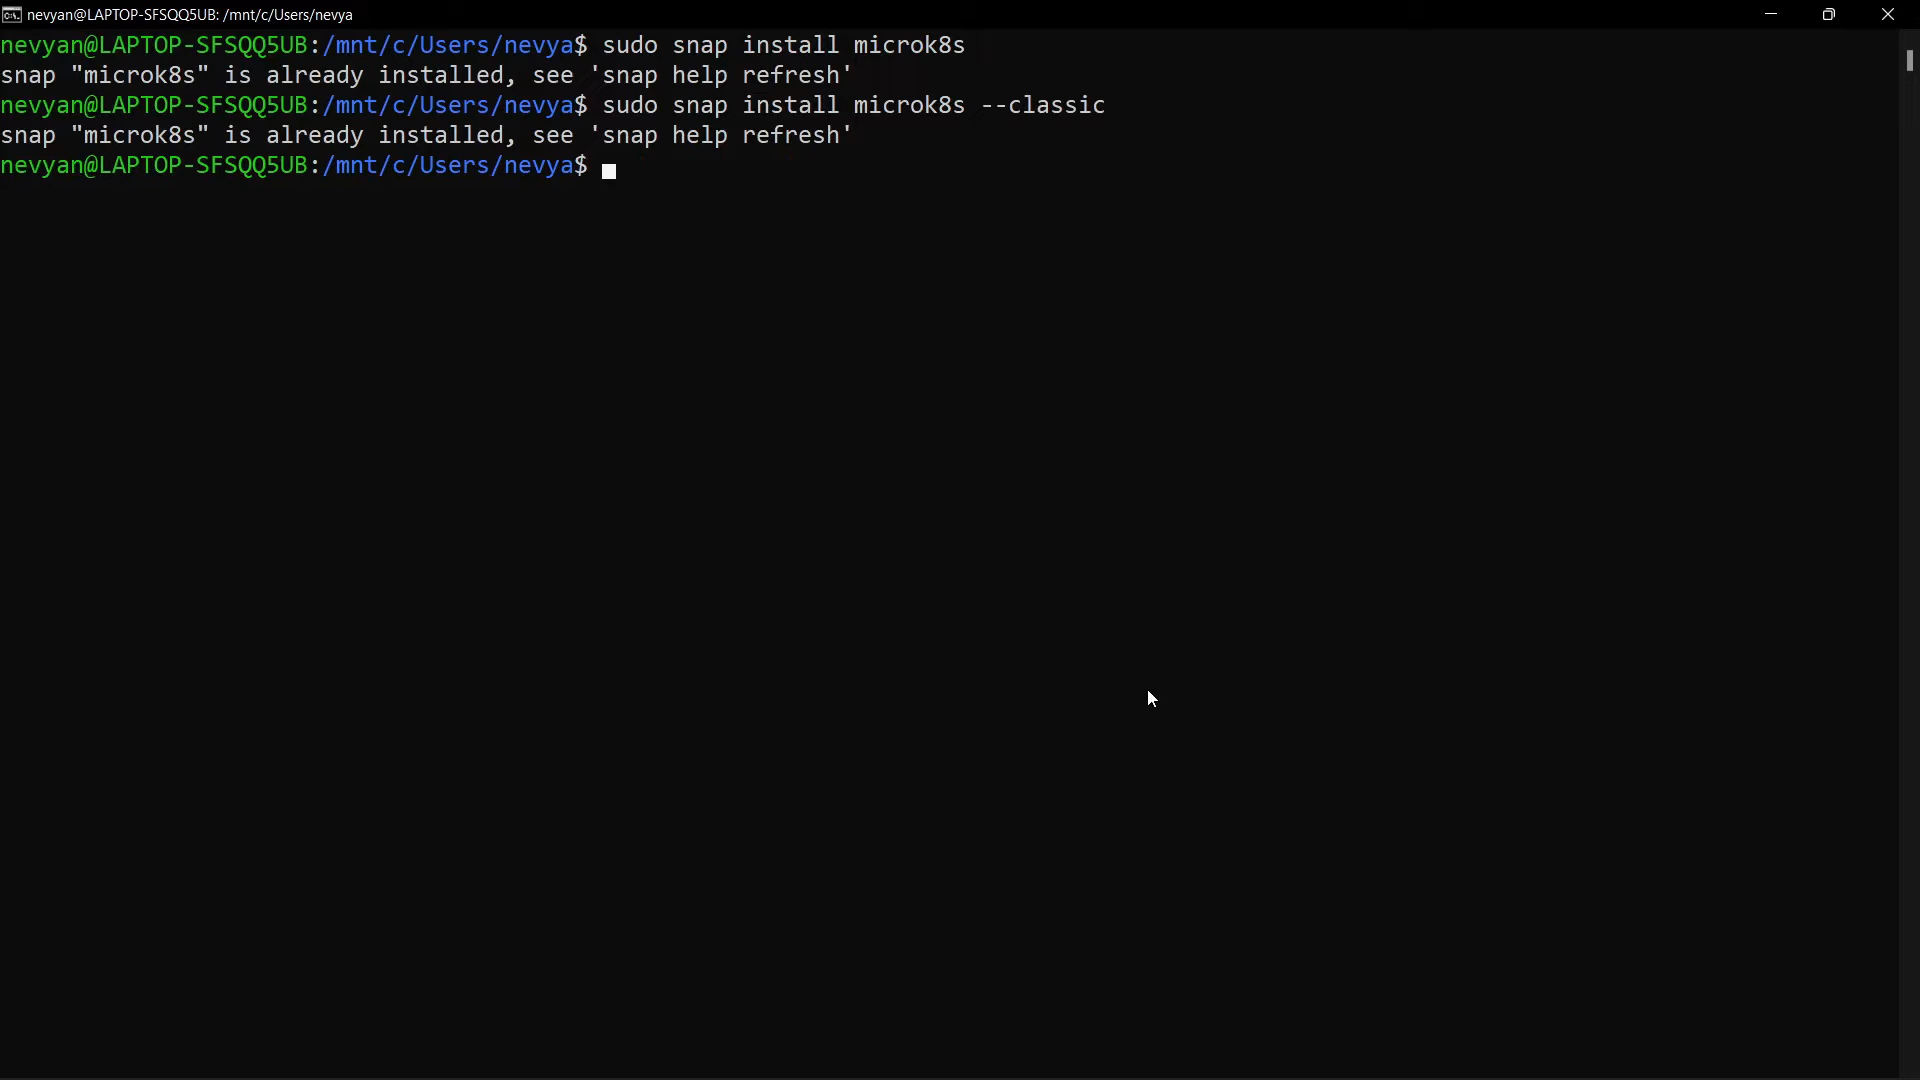 nevyan@LAPTOP-SFSQQ5UB: /mnt/c/Users/nevya
nevyan@LAPTOP-SFSQQ5UB:/mnt/c/Users/nevya$ sudo snap install microk8s
snap "microk8s" is already installed, see 'snap help refresh'
nevyan@LAPTOP-SFSQQ5UB:/mnt/c/Users/nevya$ sudo snap install microk8s --classic
snap "microk8s" is already installed, see 'snap help refresh'
nevyan@LAPTOP-SFSQQ5UB:/mnt/c/Users/nevya$